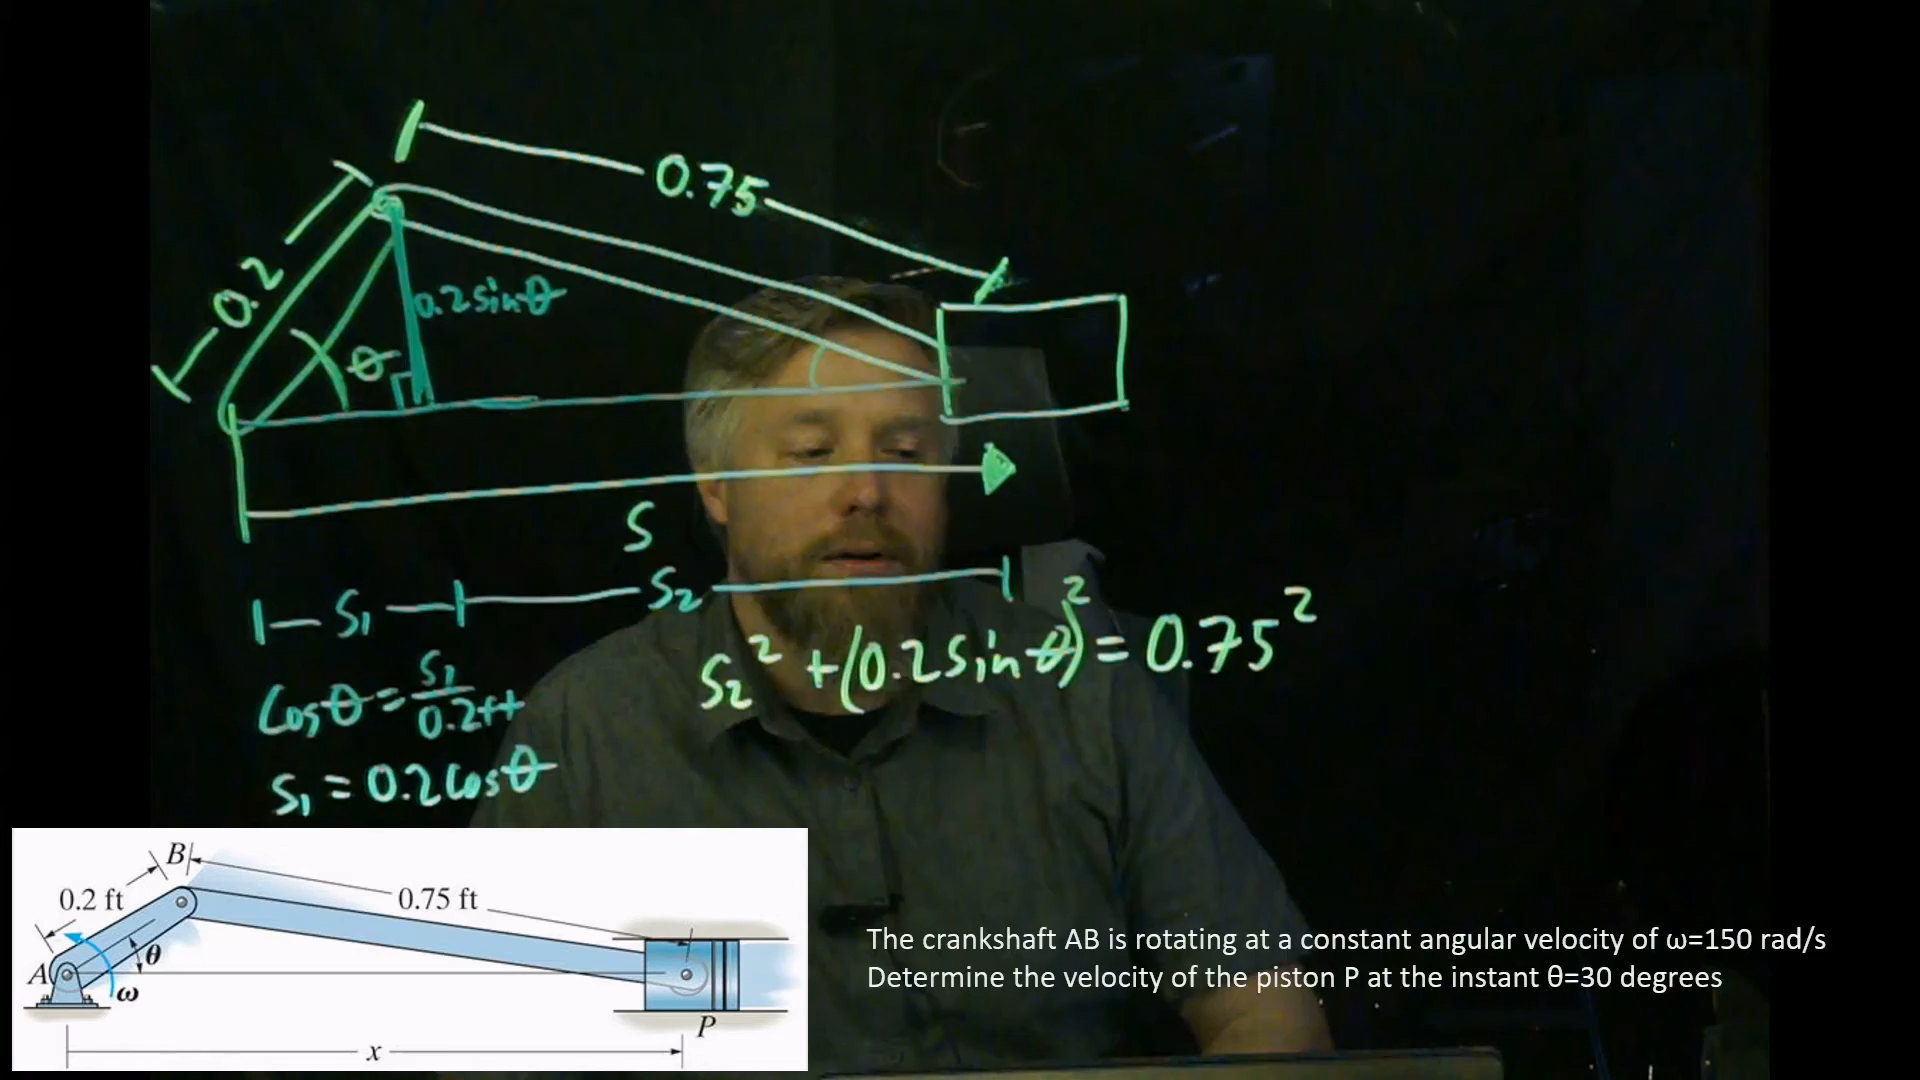 0.75
0.2
0.2sinθ
θ
S
S₁
S₂
cosθ = S₁/0.2ft
S₁ = 0.2cosθ
S₂² + (0.2sinθ)² = 0.75²
B
0.2 ft
0.75 ft
A
θ
ω
P
x
The crankshaft AB is rotating at a constant angular velocity of ω=150 rad/s
Determine the velocity of the piston P at the instant θ=30 degrees